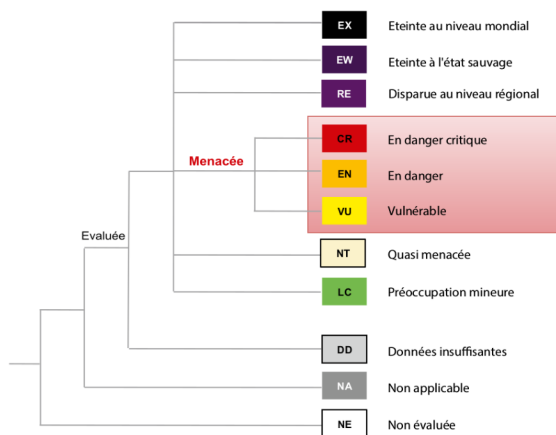 EX Eteinte au niveau mondial
EW Eteinte à l'état sauvage
RE Disparue au niveau régional
CR En danger critique
Menacée
EN En danger
VU Vulnérable
Evaluée
NT Quasi menacée
LC Préoccupation mineure
DD Données insuffisantes
NA Non applicable
NE Non évaluée